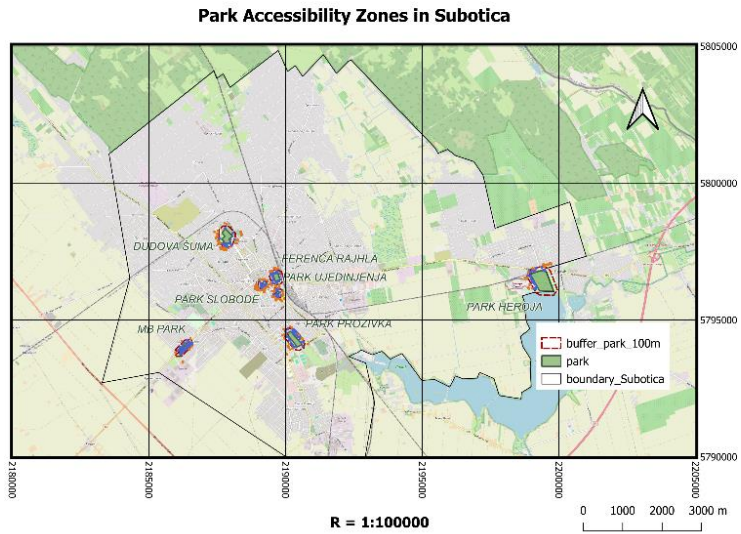 Park Accessibility Zones in Subotica
5805000
5800000
DUDOVA ŠUMA
FERENCA RAJHLA
PARK UJEDINJENJA
PARK SLOBODE
PARK HEROJA
MB PARK
PARK PROZIVKA
5795000
buffer_park_100m
park
boundary_Subotica
5790000
2180000
2185000
2190000
2195000
2200000
2205000
R = 1:100000
0 1000 2000 3000 m